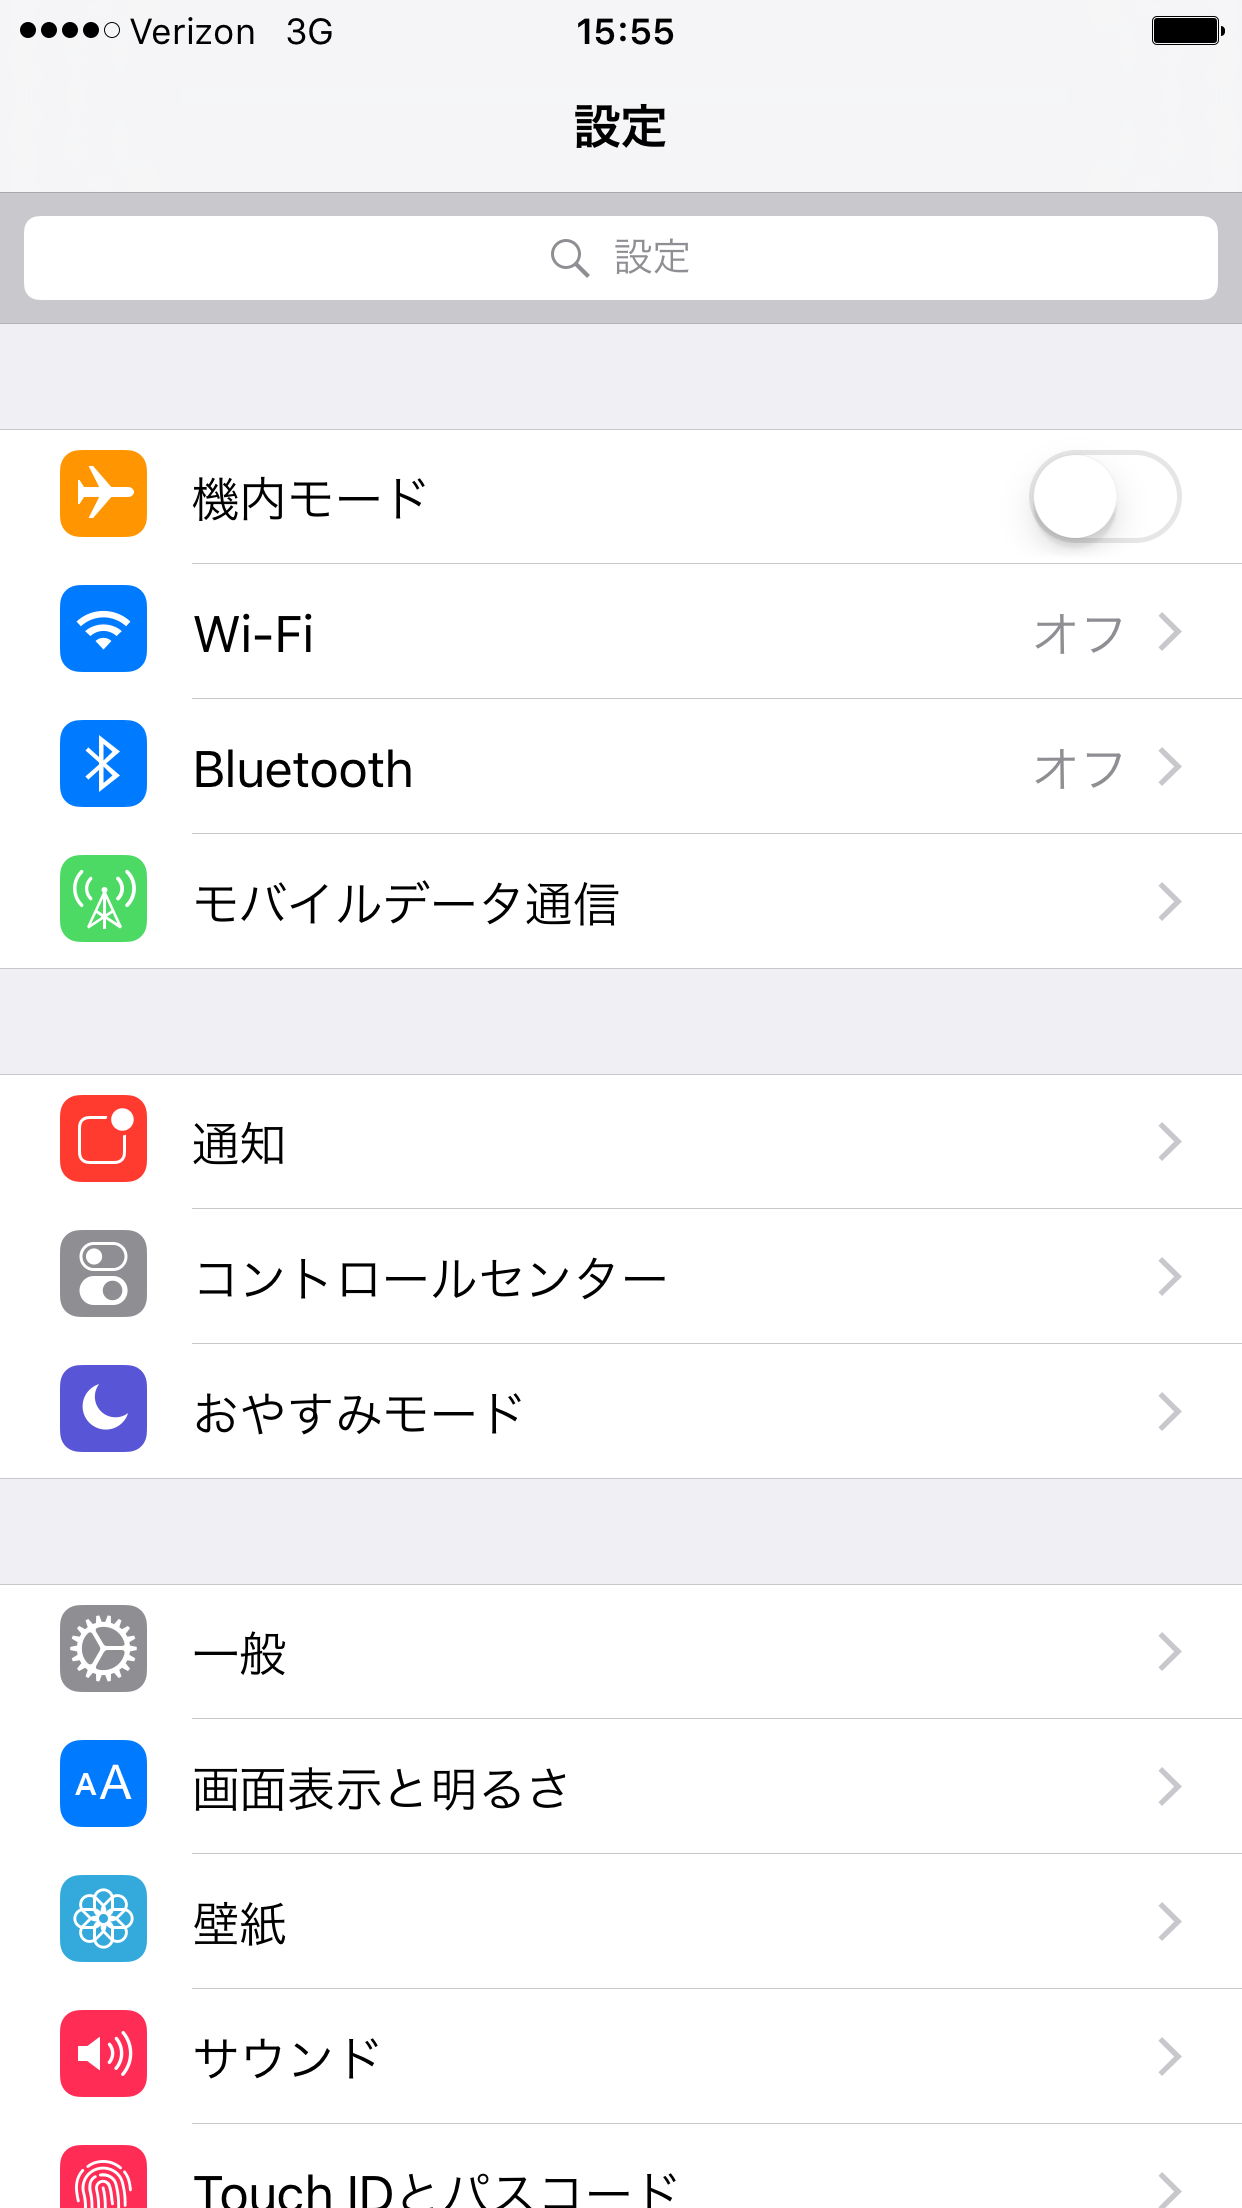 Verizon 3G 15:55
設定
設定
機内モード
Wi-Fi オフ
Bluetooth オフ
モバイルデータ通信
通知
コントロールセンター
おやすみモード
一般
AA 画面表示と明るさ
壁紙
サウンド
Touch IDとパスコード